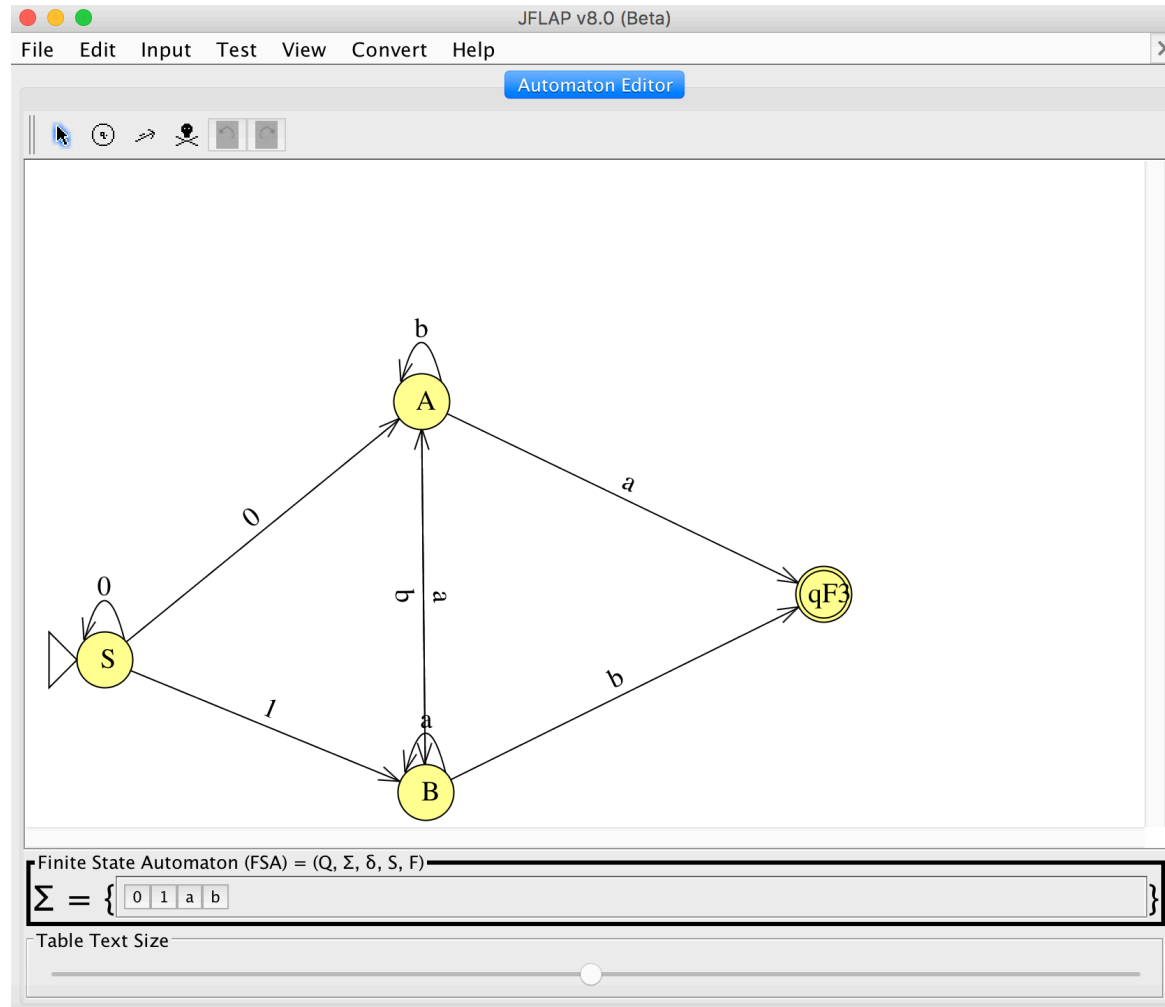 JFLAP v8.0 (Beta)
File Edit Input Test View Convert Help
Automaton Editor
b
A
a
0
b a
0
qF3
S
b
1
a
B
Finite State Automaton (FSA) = (Q, Σ, δ, S, F)
Σ = { 0 1 a b }
Table Text Size